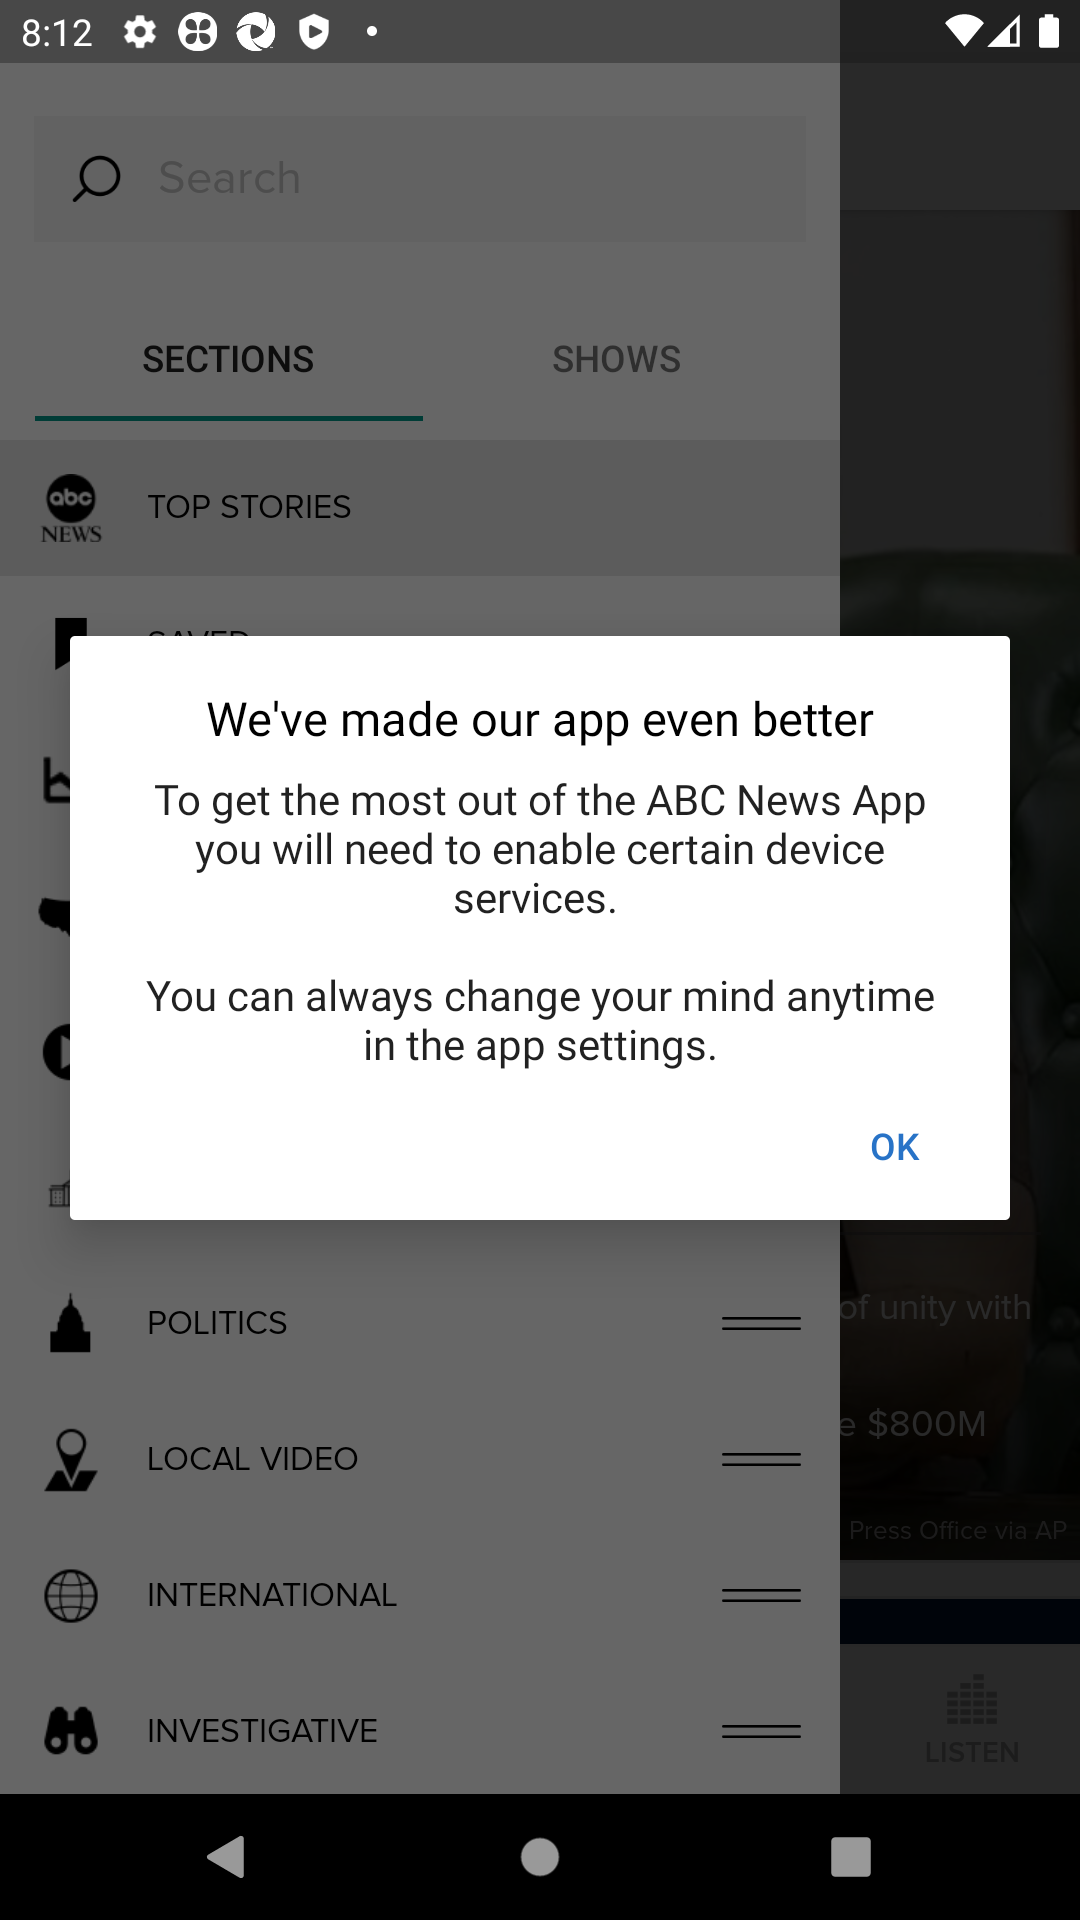 8:12
Search
SECTIONS
SHOWS
abc
NEWS
TOP STORIES
SAVED
We've made our app even better
To get the most out of the ABC News App
you will need to enable certain device
services.
You can always change your mind anytime
in the app settings.
OK
of unity with
POLITICS
e $800M
LOCAL VIDEO
Press Office via AP
INTERNATIONAL
INVESTIGATIVE
LISTEN